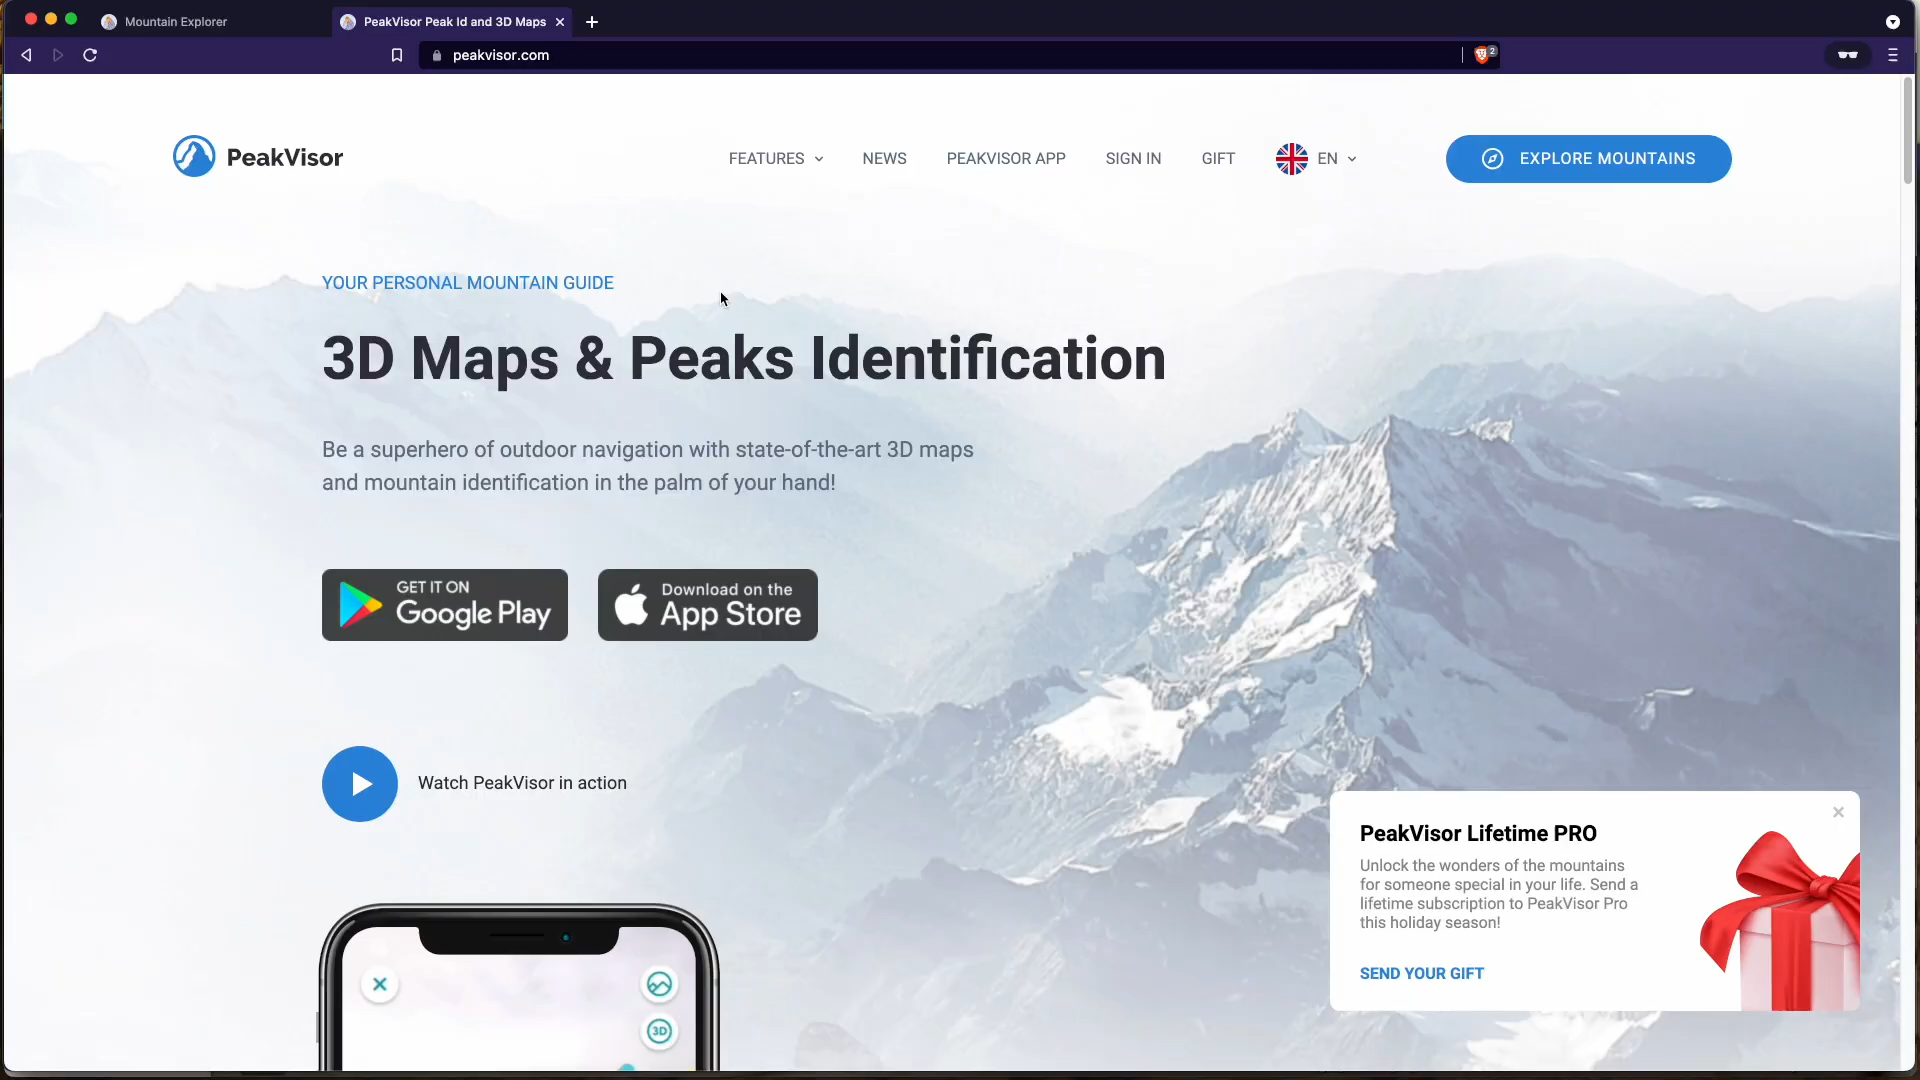 Mountain Explorer
PeakVisor Peak Id and 3D Maps
peakvisor.com
2
PeakVisor
FEATURES
NEWS
PEAKVISOR APP
SIGN IN
GIFT
EN
EXPLORE MOUNTAINS
YOUR PERSONAL MOUNTAIN GUIDE
3D Maps & Peaks Identification
Be a superhero of outdoor navigation with state-of-the-art 3D maps
and mountain identification in the palm of your hand!
GET IT ON
Google Play
Download on the
App Store
Watch PeakVisor in action
PeakVisor Lifetime PRO
Unlock the wonders of the mountains
for someone special in your life. Send a
lifetime subscription to PeakVisor Pro
this holiday season!
SEND YOUR GIFT
3D